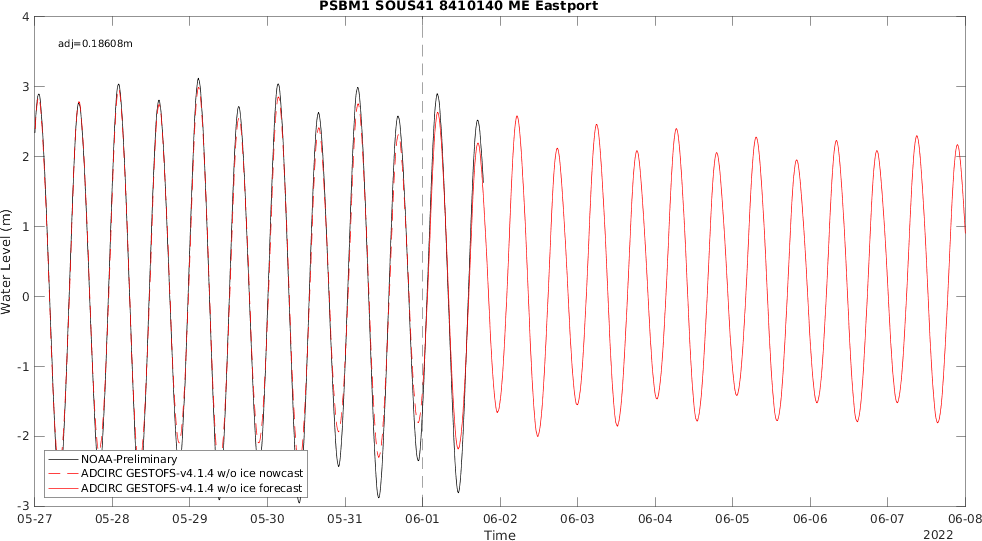 PSBM1 SOUS41 8410140 ME Eastport
adj=0.18608m
4
3
2
1
0
-1
-2
-3
Water Level (m)
NOAA-Preliminary
ADCIRC GESTOFS-v4.1.4 w/o ice nowcast
ADCIRC GESTOFS-v4.1.4 w/o ice forecast
05-27 05-28 05-29 05-30 05-31 06-01 06-02 06-03 06-04 06-05 06-06 06-07 06-08
Time
2022